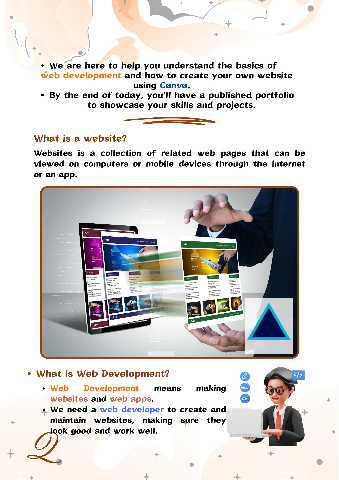 • We are here to help you understand the basics of
web development and how to create your own website
using Canva.
• By the end of today, you'll have a published portfolio
to showcase your skills and projects.
What is a website?
Websites is a collection of related web pages that can be
viewed on computers or mobile devices through the internet
or an app.
• What is Web Development?
• Web Development means making
websites and web apps.
• We need a web developer to create and
maintain websites, making sure they
look good and work well.